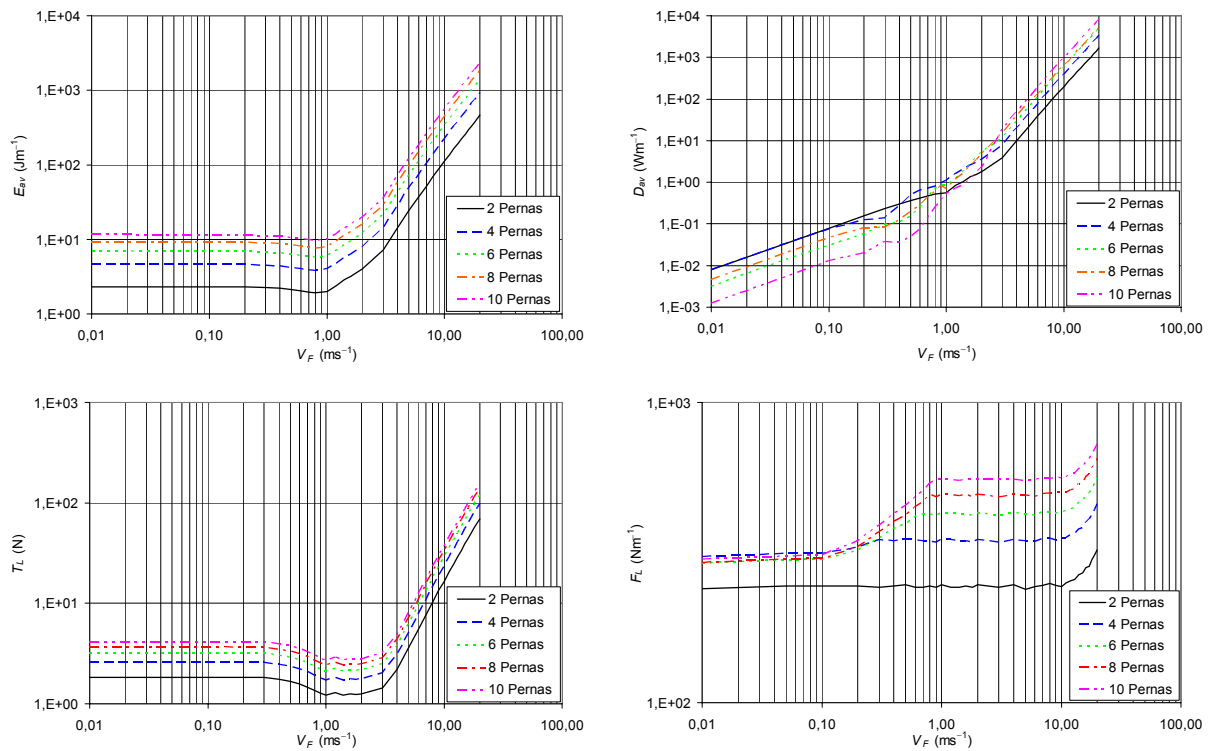 1,E+04
1,E+03
1,E+02
1,E+01
1,E+00
E_av (Jm⁻¹)
0,01 0,10 1,00 10,00 100,00
V_F (ms⁻¹)
2 Pernas
4 Pernas
6 Pernas
8 Pernas
10 Pernas
1,E+04
1,E+03
1,E+02
1,E+01
1,E+00
1,E−01
1,E−02
1,E−03
D_av (Wm⁻¹)
0,01 0,10 1,00 10,00 100,00
V_F (ms⁻¹)
2 Pernas
4 Pernas
6 Pernas
8 Pernas
10 Pernas
1,E+03
1,E+02
1,E+01
1,E+00
T_L (N)
0,01 0,10 1,00 10,00 100,00
V_F (ms⁻¹)
2 Pernas
4 Pernas
6 Pernas
8 Pernas
10 Pernas
1,E+03
1,E+02
F_L (Nm⁻¹)
0,01 0,10 1,00 10,00 100,00
V_F (ms⁻¹)
2 Pernas
4 Pernas
6 Pernas
8 Pernas
10 Pernas